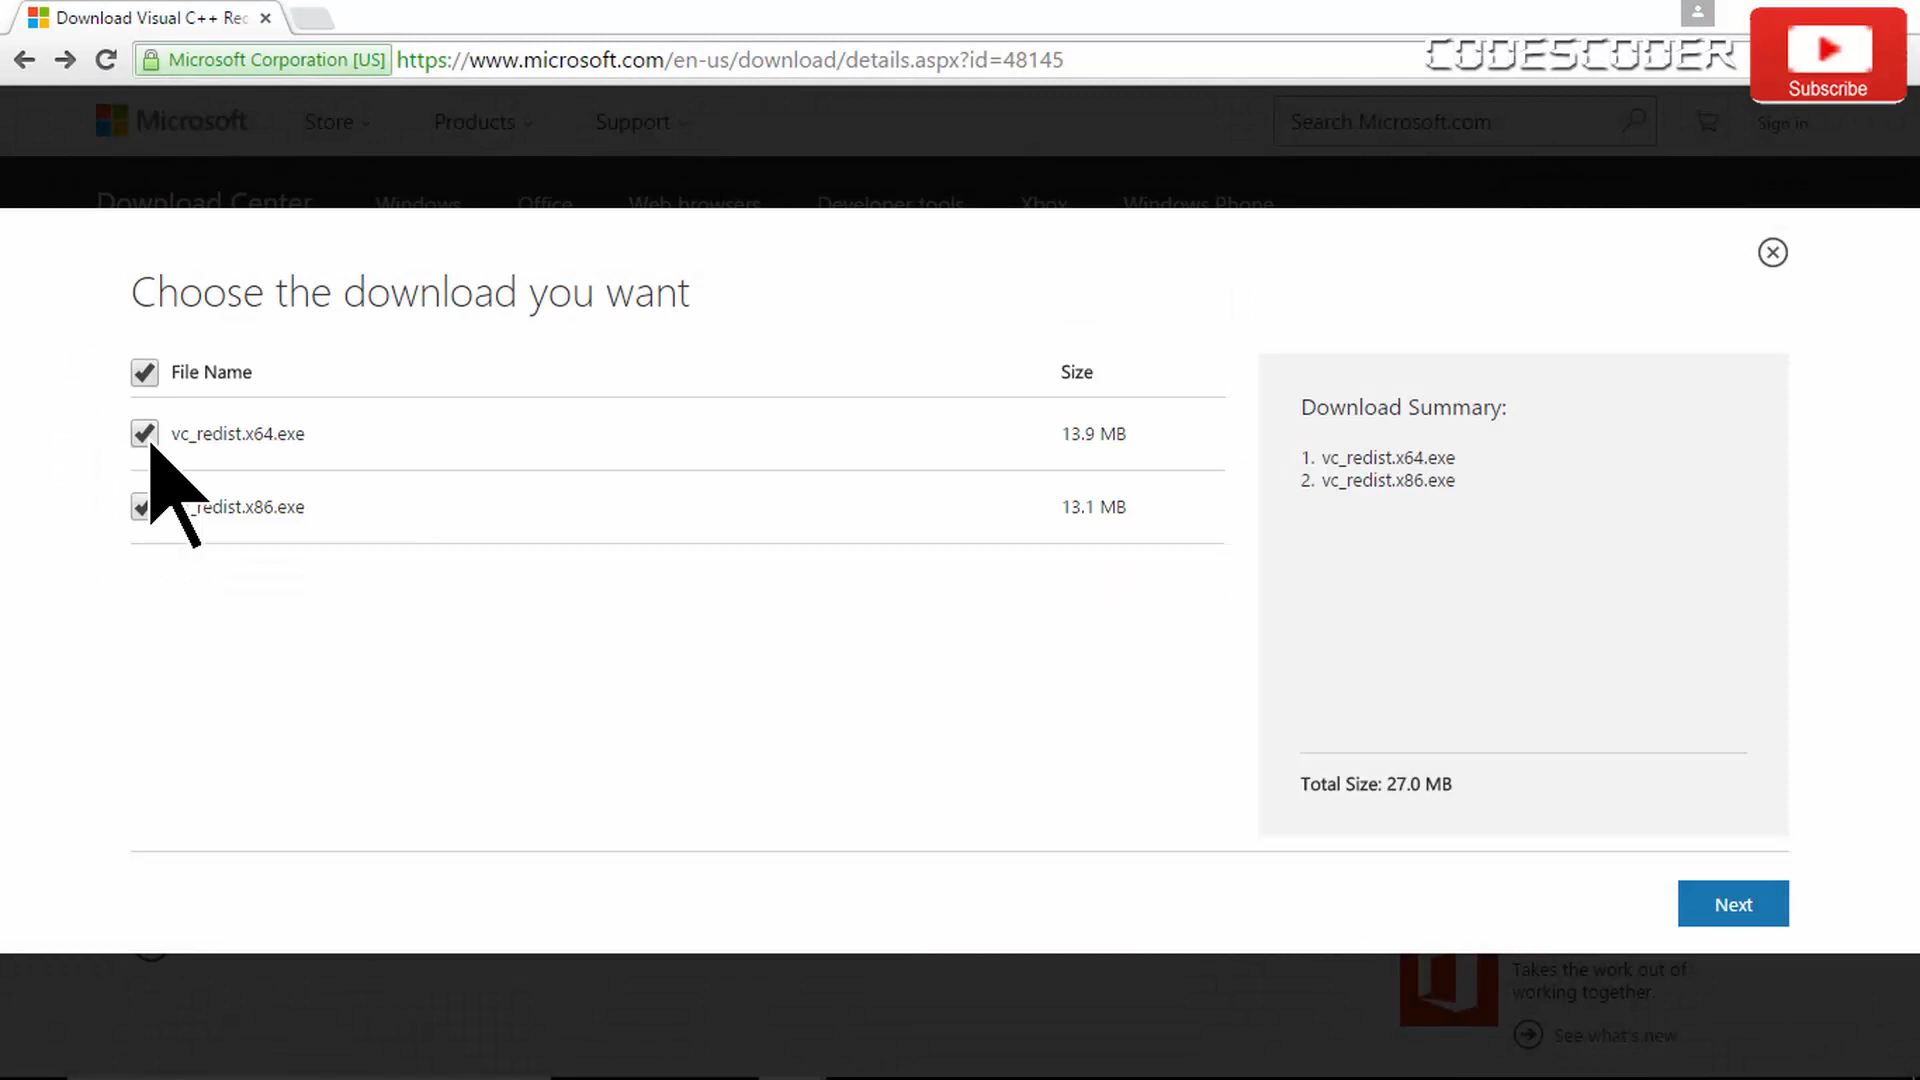 Download Visual C++ Rec
Microsoft Corporation [US] https://www.microsoft.com/en-us/download/details.aspx?id=48145
CODESCODER
Subscribe
Microsoft Store Products Support Search Microsoft.com Sign in
Download Center Windows Office Web browsers Developer tools Xbox Windows Phone
Choose the download you want
File Name Size
vc_redist.x64.exe 13.9 MB
_redist.x86.exe 13.1 MB
Download Summary:
1. vc_redist.x64.exe
2. vc_redist.x86.exe
Total Size: 27.0 MB
Next
Takes the work out of
working together.
See what's new